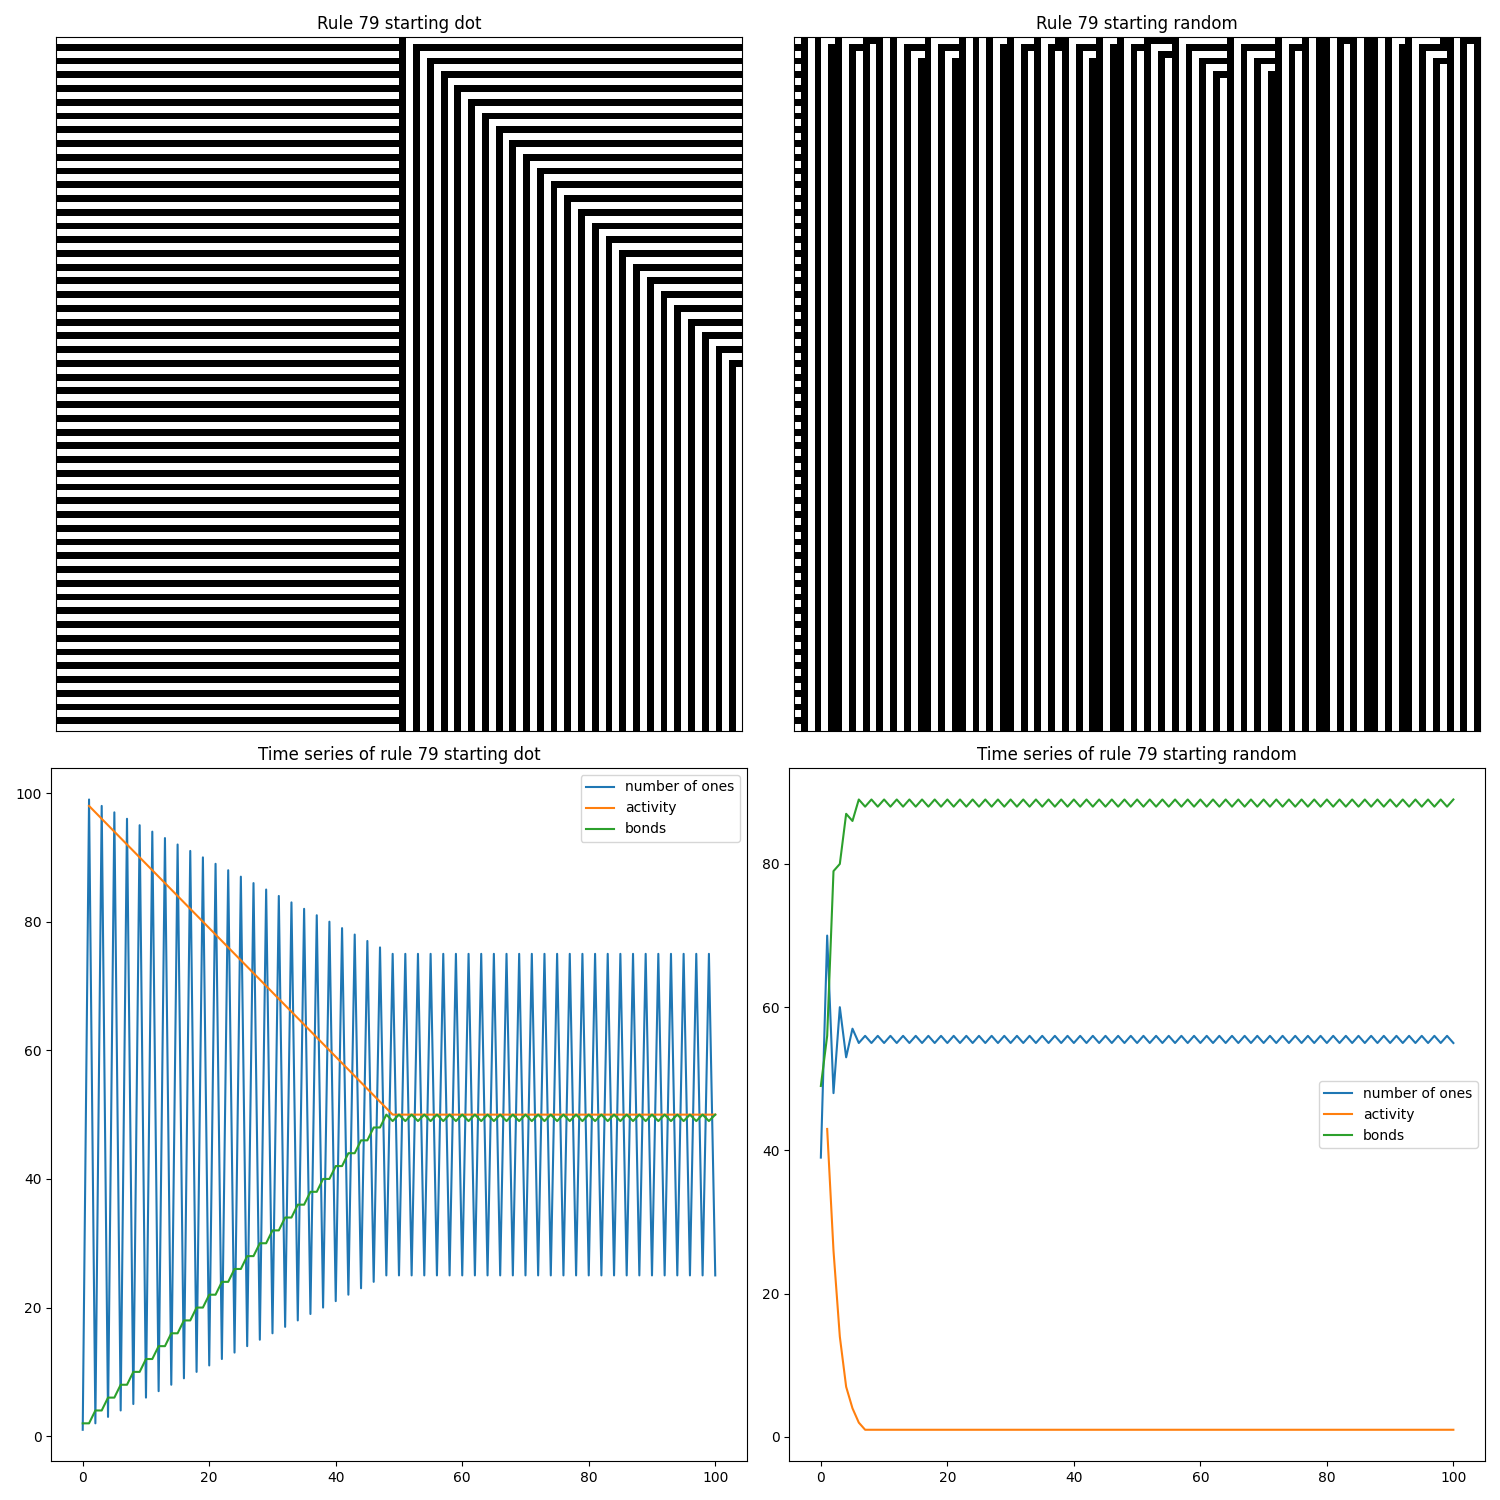 Rule 79 starting dot
Rule 79 starting random
Time series of rule 79 starting dot
100
80
60
40
20
0
0 20 40 60 80 100
number of ones
activity
bonds
Time series of rule 79 starting random
80
60
40
20
0
0 20 40 60 80 100
number of ones
activity
bonds